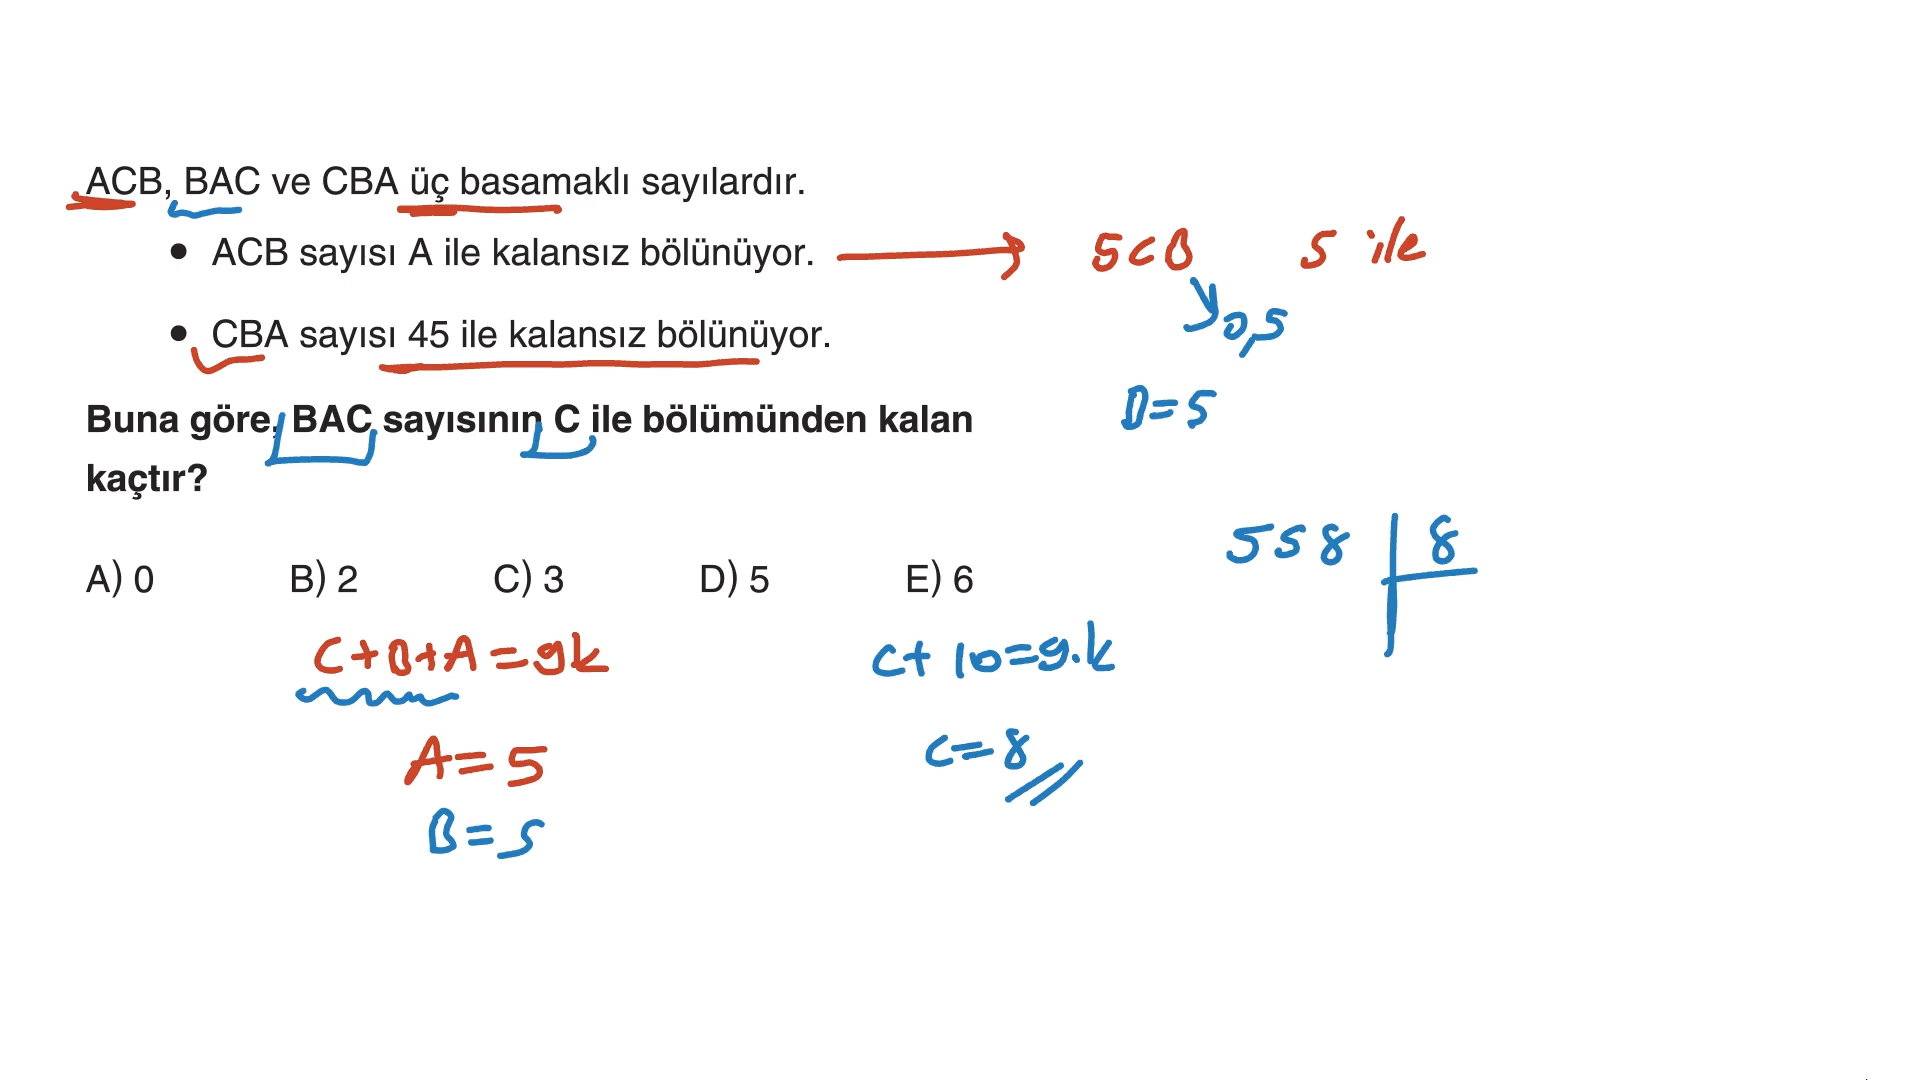 ACB, BAC ve CBA üç basamaklı sayılardır.
• ACB sayısı A ile kalansız bölünüyor.
5CB 5 ile
0,5
• CBA sayısı 45 ile kalansız bölünüyor.
B=5
Buna göre, BAC sayısının C ile bölümünden kalan
kaçtır?
558 8
A) 0 B) 2 C) 3 D) 5 E) 6
C+B+A=9k
C+10=9.k
A=5
C=8
B=5